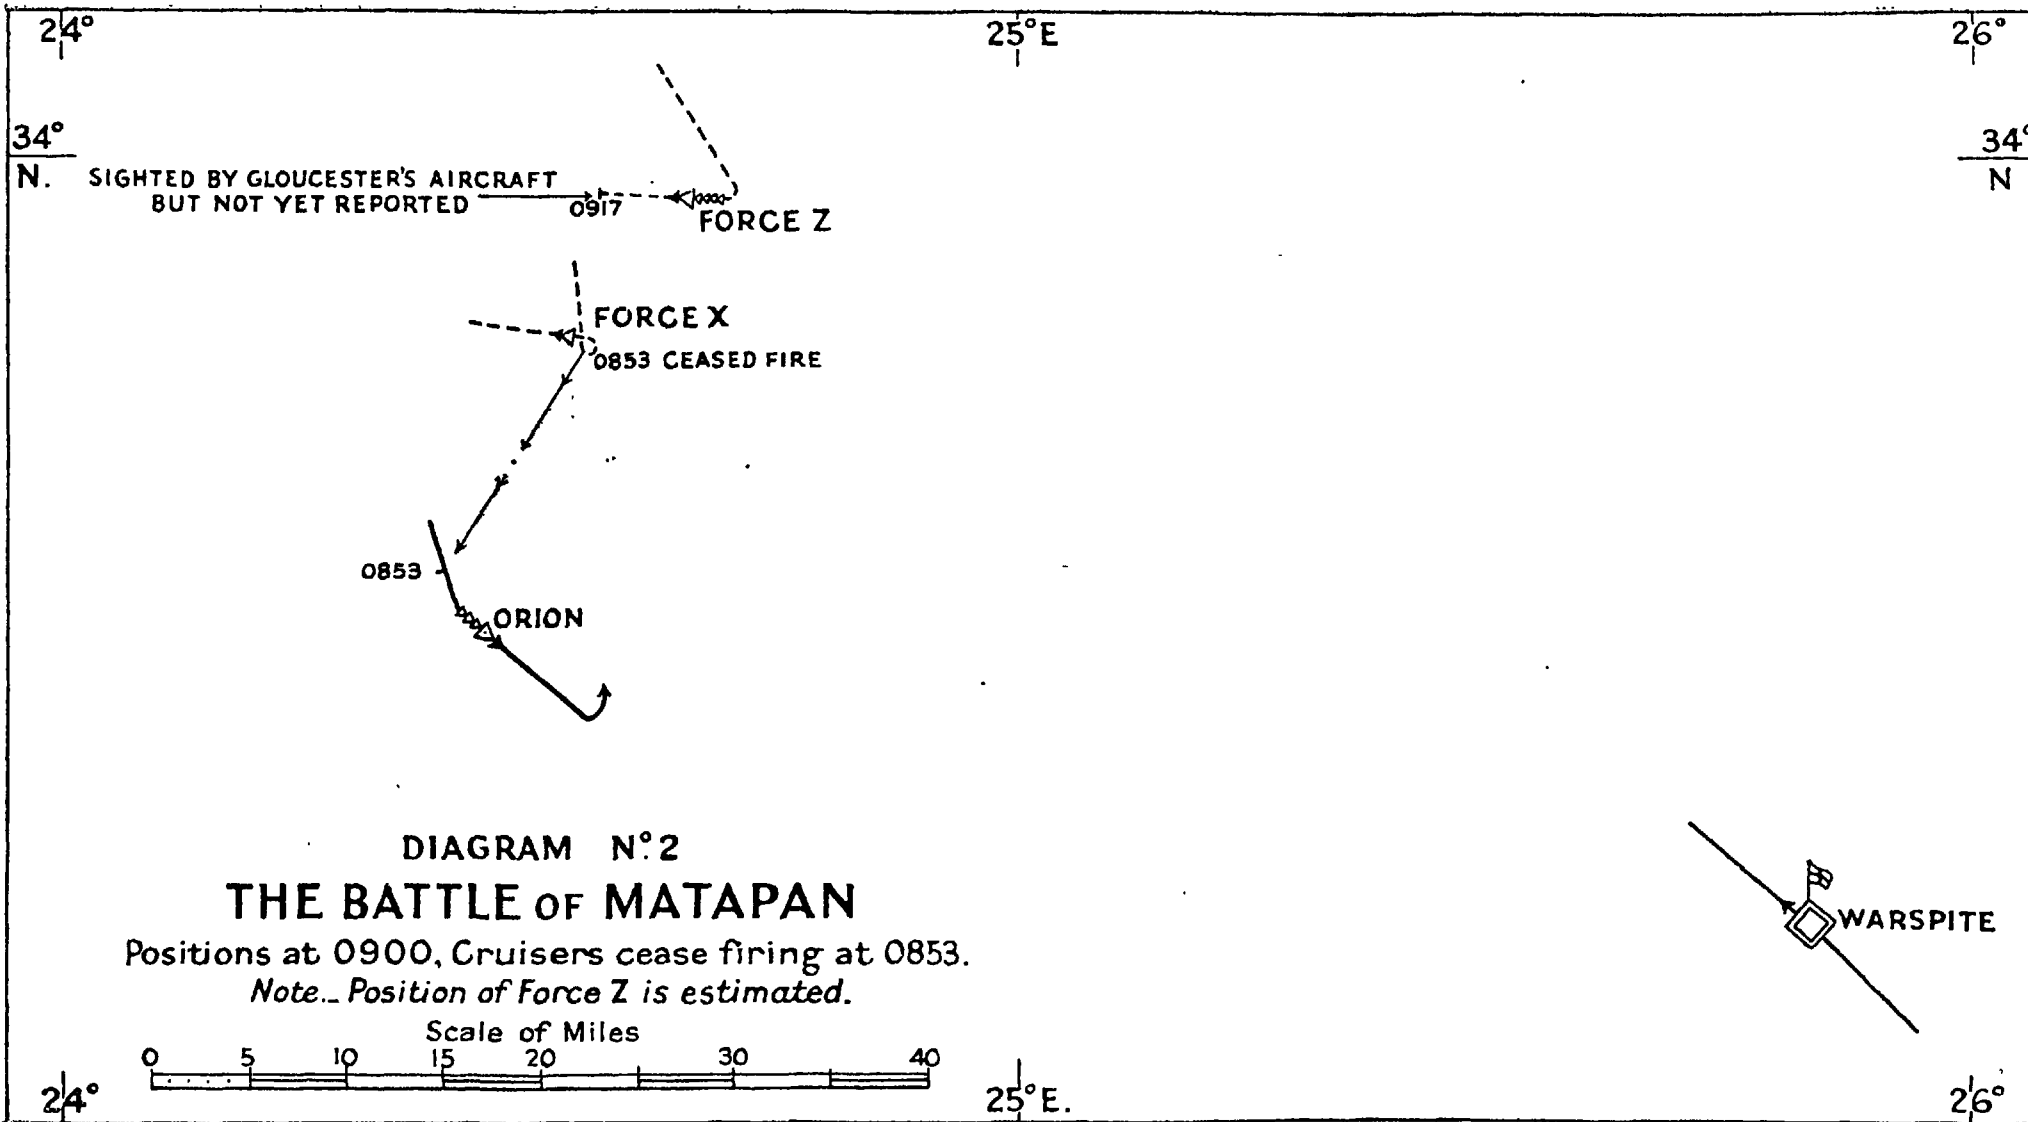 24° 25°E 26°
34° 34°
N. N
SIGHTED BY GLOUCESTER'S AIRCRAFT
BUT NOT YET REPORTED
0917
FORCE Z
FORCE X
0853 CEASED FIRE
0853
ORION
WARSPITE
DIAGRAM Nº. 2
THE BATTLE OF MATAPAN
Positions at 0900, Cruisers cease firing at 0853.
Note._ Position of Force Z is estimated.
Scale of Miles
0 5 10 15 20 30 40
24° 25°E. 26°